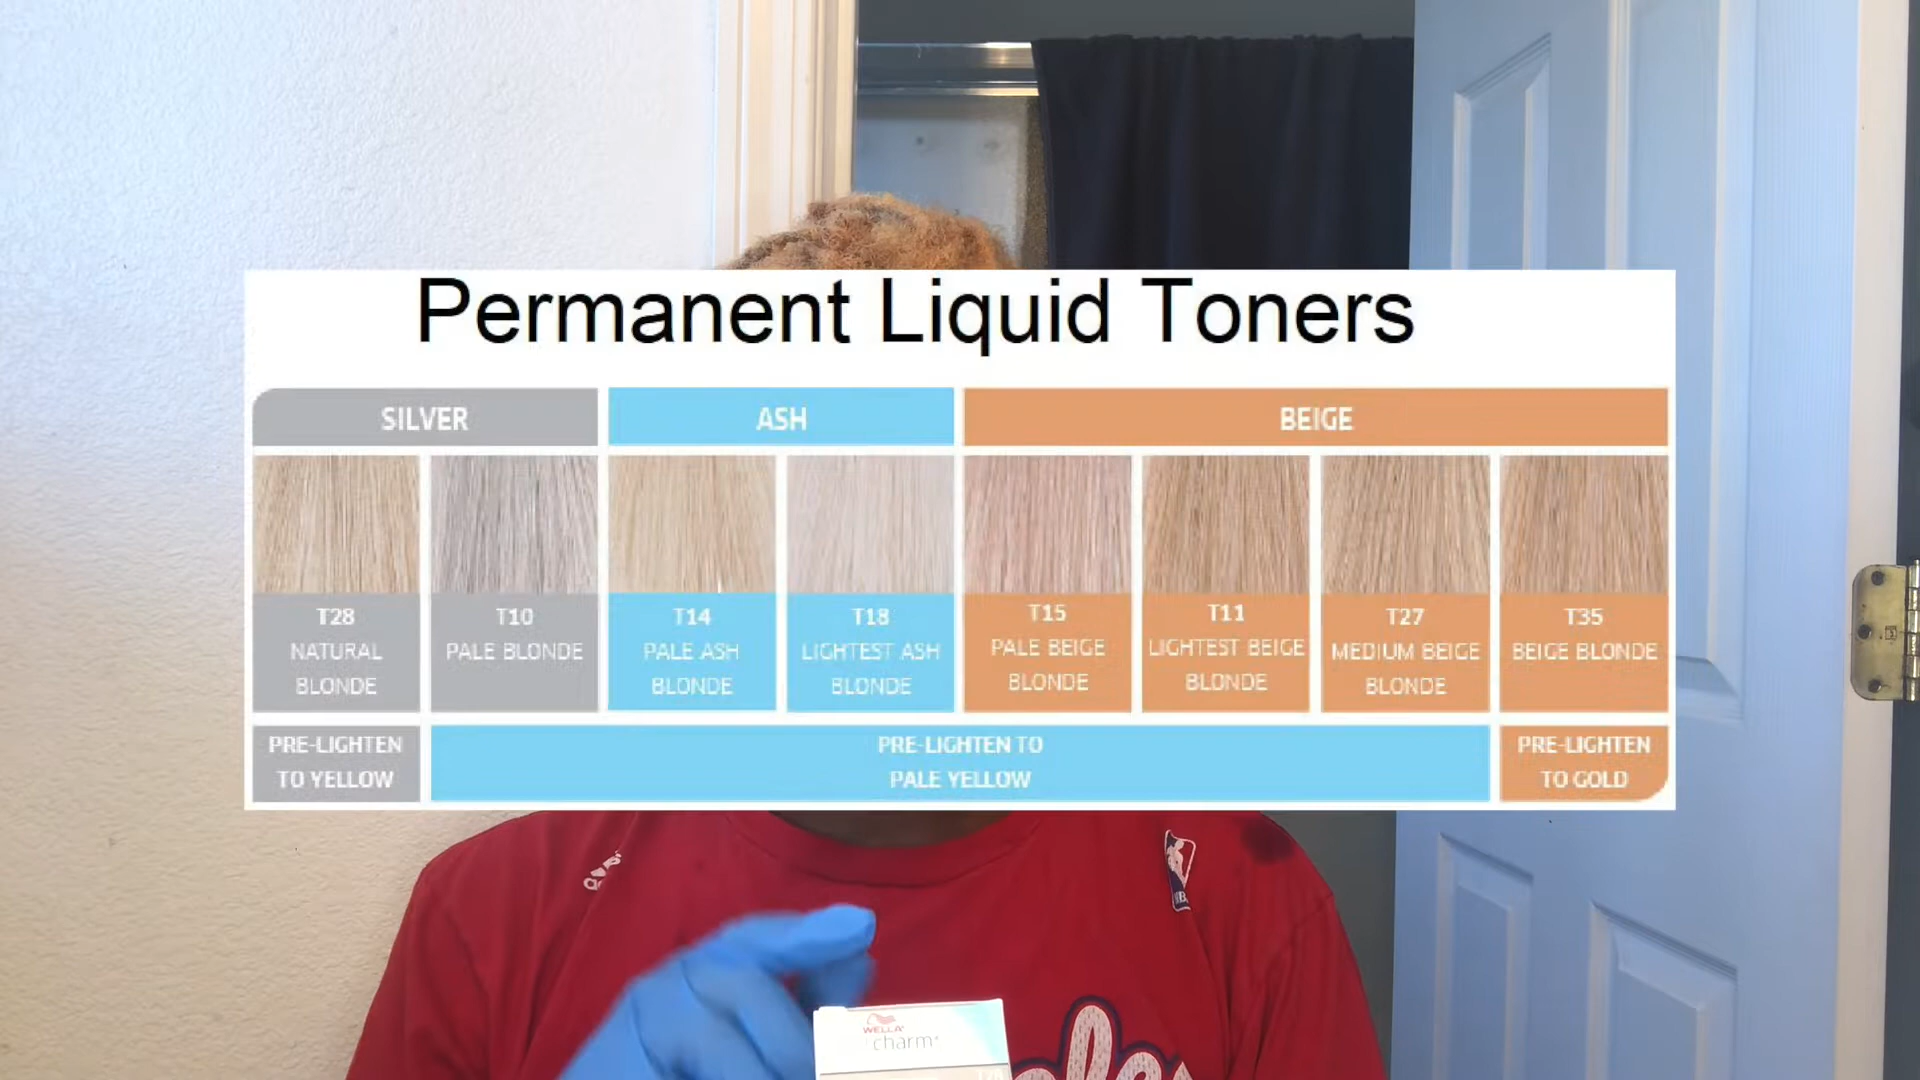 Permanent Liquid Toners
SILVER
ASH
BEIGE
T28
NATURAL
BLONDE
T10
PALE BLONDE
T14
PALE ASH
BLONDE
T18
LIGHTEST ASH
BLONDE
T15
PALE BEIGE
BLONDE
T11
LIGHTEST BEIGE
BLONDE
T27
MEDIUM BEIGE
BLONDE
T35
BEIGE BLONDE
PRE-LIGHTEN
TO YELLOW
PRE-LIGHTEN TO
PALE YELLOW
PRE-LIGHTEN
TO GOLD
WELLA
charm